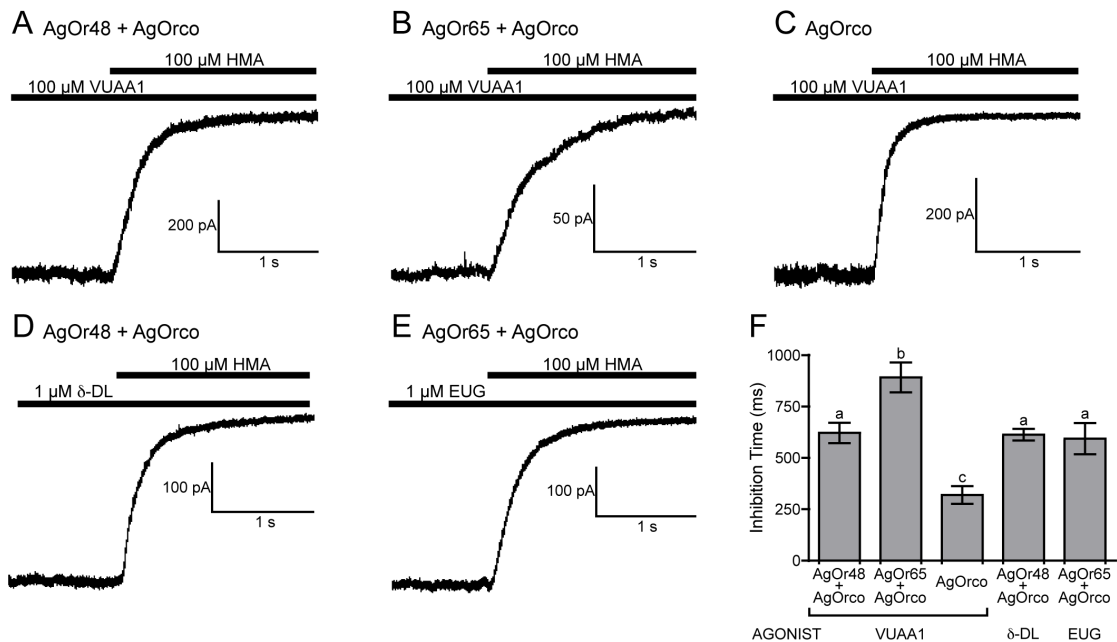 A AgOr48 + AgOrco
100 µM HMA
100 µM VUAA1
200 pA
1 s
B AgOr65 + AgOrco
100 µM HMA
100 µM VUAA1
50 pA
1 s
C AgOrco
100 µM HMA
100 µM VUAA1
200 pA
1 s
D AgOr48 + AgOrco
100 µM HMA
1 µM δ-DL
100 pA
1 s
E AgOr65 + AgOrco
100 µM HMA
1 µM EUG
100 pA
1 s
F
Inhibition Time (ms)
1000
750
500
250
0
a
b
c
a
a
AgOr48
+
AgOrco
AgOr65
+
AgOrco
AgOrco
AgOr48
+
AgOrco
AgOr65
+
AgOrco
AGONIST VUAA1 δ-DL EUG